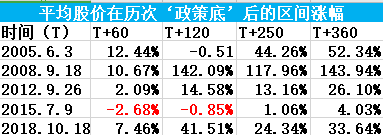 平均股价在历次‘政策底’后的区间涨幅
时间（T） T+60 T+120 T+250 T+360
2005.6.3 12.44% -0.51 44.26% 52.34%
2008.9.18 10.67% 142.09% 117.96% 143.94%
2012.9.26 2.09% 14.58% 13.16% 26.10%
2015.7.9 -2.68% -0.85% 1.06% 4.03%
2018.10.18 7.46% 41.51% 24.34% 33.64%